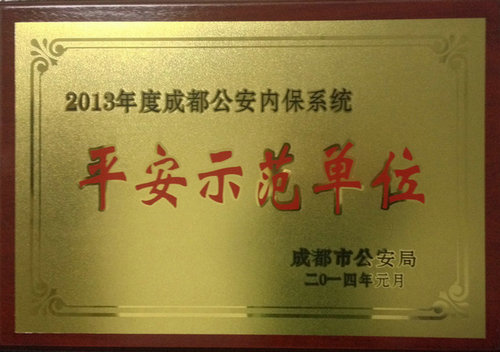 2013年度成都公安内保系统
平安示范单位
成都市公安局
二〇一四年元月